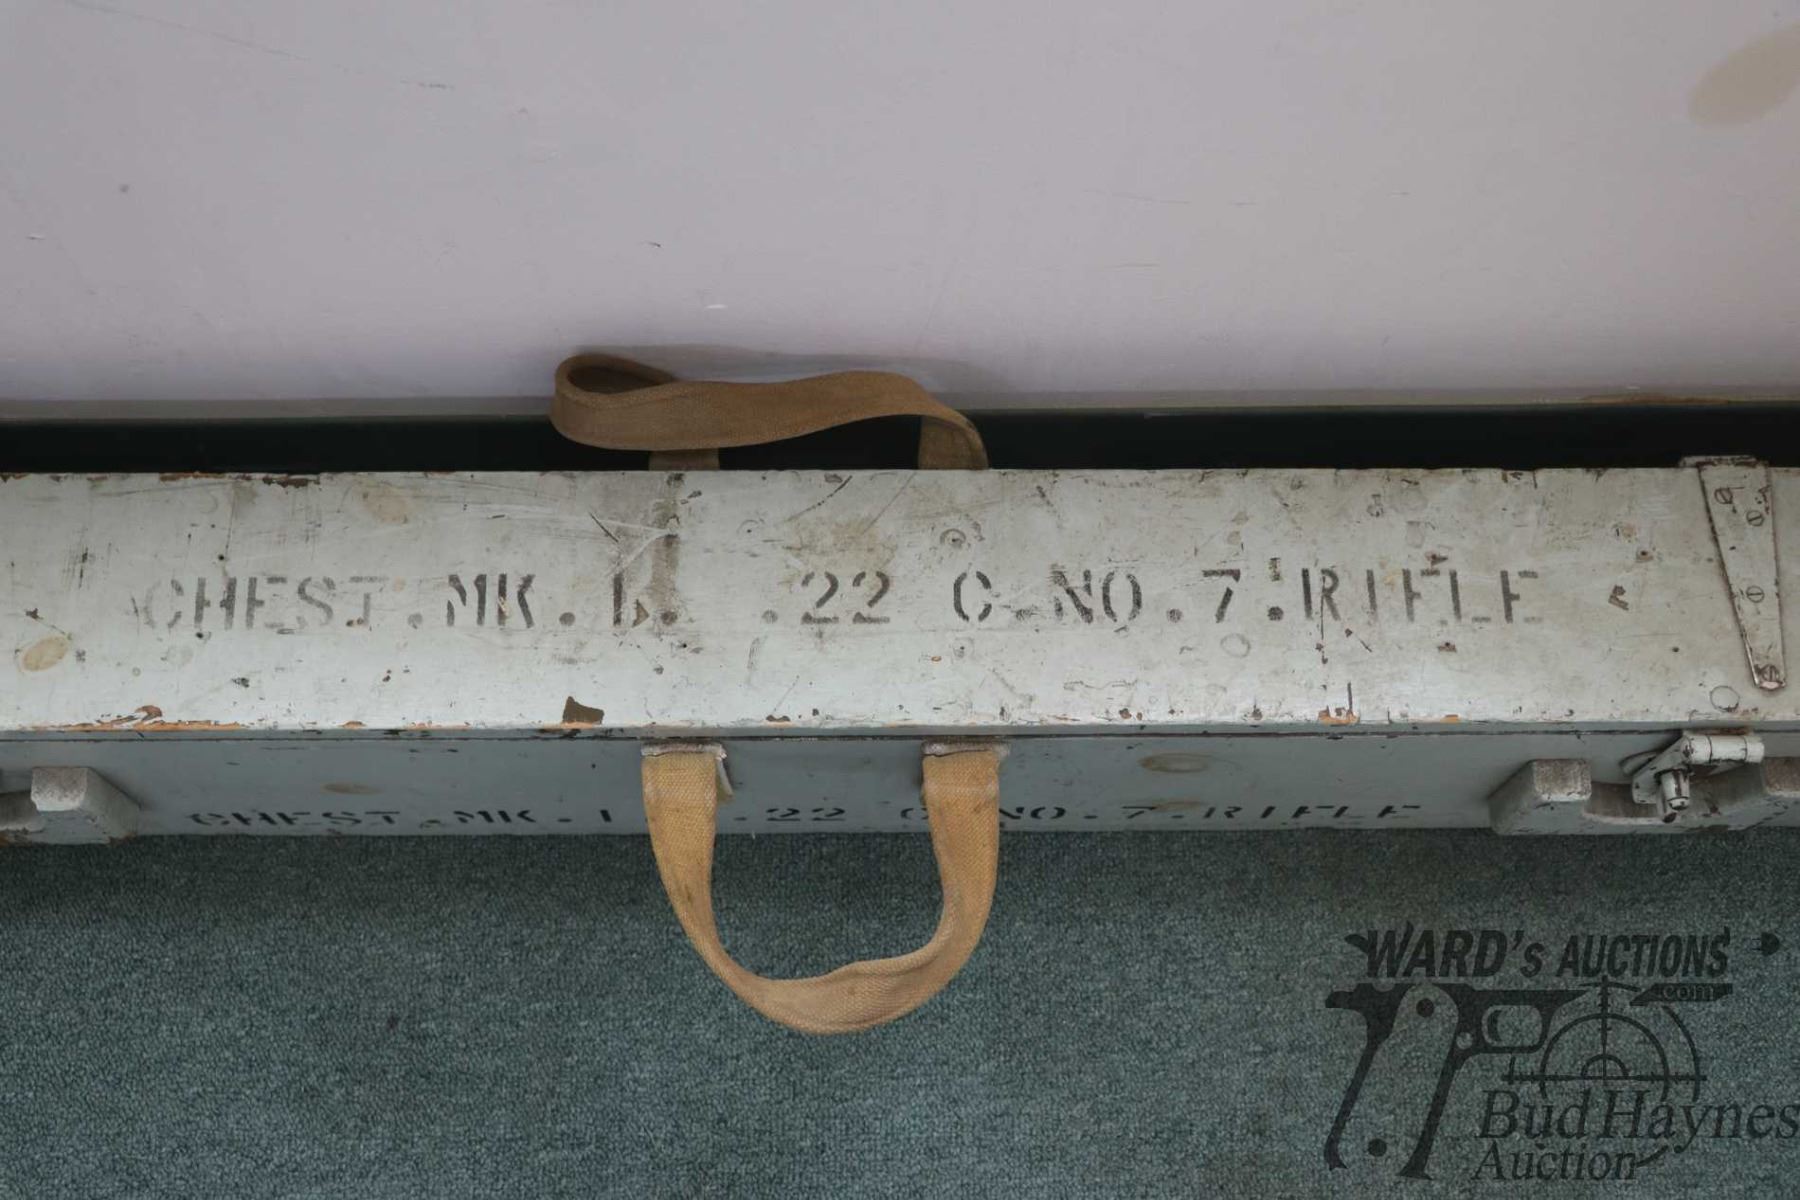 CHEST.MK.I. .22 C.NO.7.RIFLE
CHEST.MK.I .22 C NO.7.RIFLE
WARD's AUCTIONS
.com
Bud Haynes
Auction